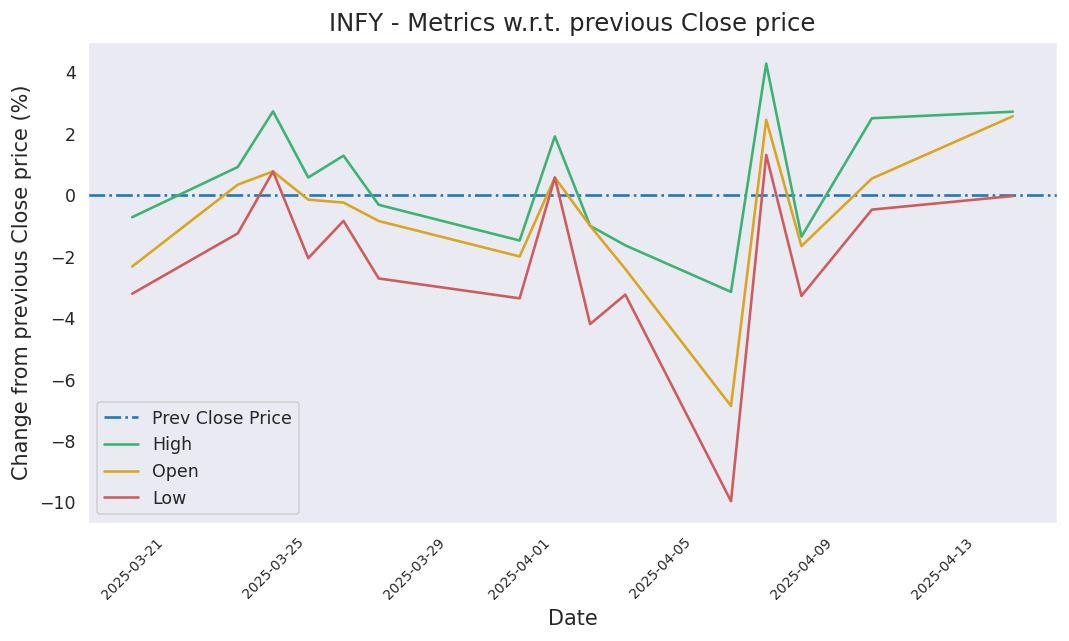 INFY - Metrics w.r.t. previous Close price
Change from previous Close price (%)
4
2
0
−2
−4
−6
−8
−10
Prev Close Price
High
Open
Low
2025-03-21
2025-03-25
2025-03-29
2025-04-01
2025-04-05
2025-04-09
2025-04-13
Date